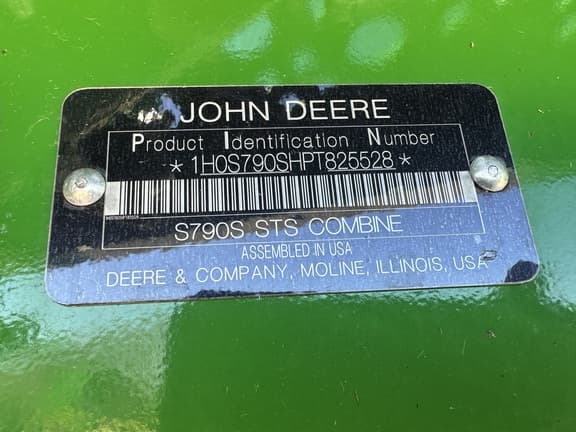 JOHN DEERE
Product Identification Number
*1H0S790SHPT825528*
S790S STS COMBINE
ASSEMBLED IN USA
DEERE & COMPANY, MOLINE, ILLINOIS, USA